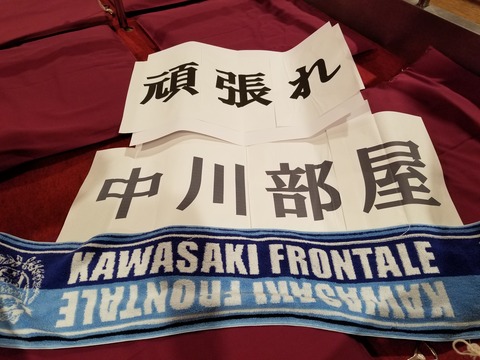 頑張れ
中川部屋
KAWASAKI FRONTALE
KAWASAKI FRONTALE